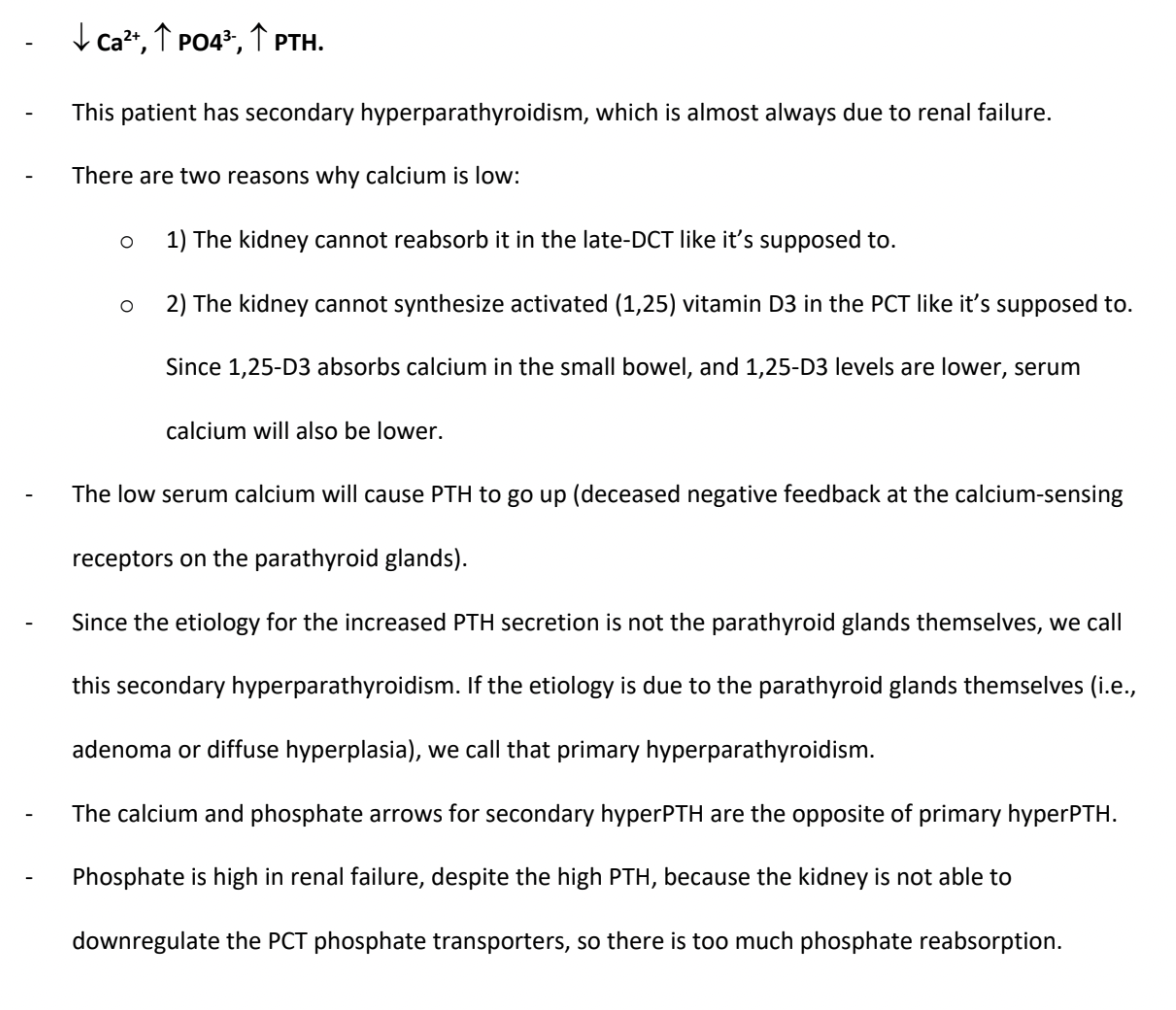 - ↓ Ca²⁺, ↑ PO4³⁻, ↑ PTH.
- This patient has secondary hyperparathyroidism, which is almost always due to renal failure.
- There are two reasons why calcium is low:
o 1) The kidney cannot reabsorb it in the late-DCT like it’s supposed to.
o 2) The kidney cannot synthesize activated (1,25) vitamin D3 in the PCT like it’s supposed to.
Since 1,25-D3 absorbs calcium in the small bowel, and 1,25-D3 levels are lower, serum
calcium will also be lower.
- The low serum calcium will cause PTH to go up (deceased negative feedback at the calcium-sensing
receptors on the parathyroid glands).
- Since the etiology for the increased PTH secretion is not the parathyroid glands themselves, we call
this secondary hyperparathyroidism. If the etiology is due to the parathyroid glands themselves (i.e.,
adenoma or diffuse hyperplasia), we call that primary hyperparathyroidism.
- The calcium and phosphate arrows for secondary hyperPTH are the opposite of primary hyperPTH.
- Phosphate is high in renal failure, despite the high PTH, because the kidney is not able to
downregulate the PCT phosphate transporters, so there is too much phosphate reabsorption.